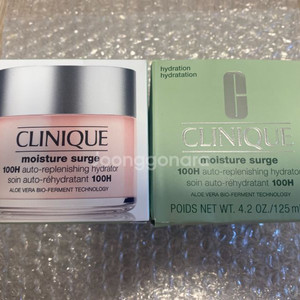 CLINIQUE
moisture surge
100H auto-replenishing hydrator
soin auto-réhydratant 100H
ALOE VERA BIO-FERMENT TECHNOLOGY
hydration
hydratation
CLINIQUE
moisture surge
100H auto-replenishing hydrator
soin auto-réhydratant 100H
ALOE VERA BIO-FERMENT TECHNOLOGY
POIDS NET WT. 4.2 OZ./125 ml